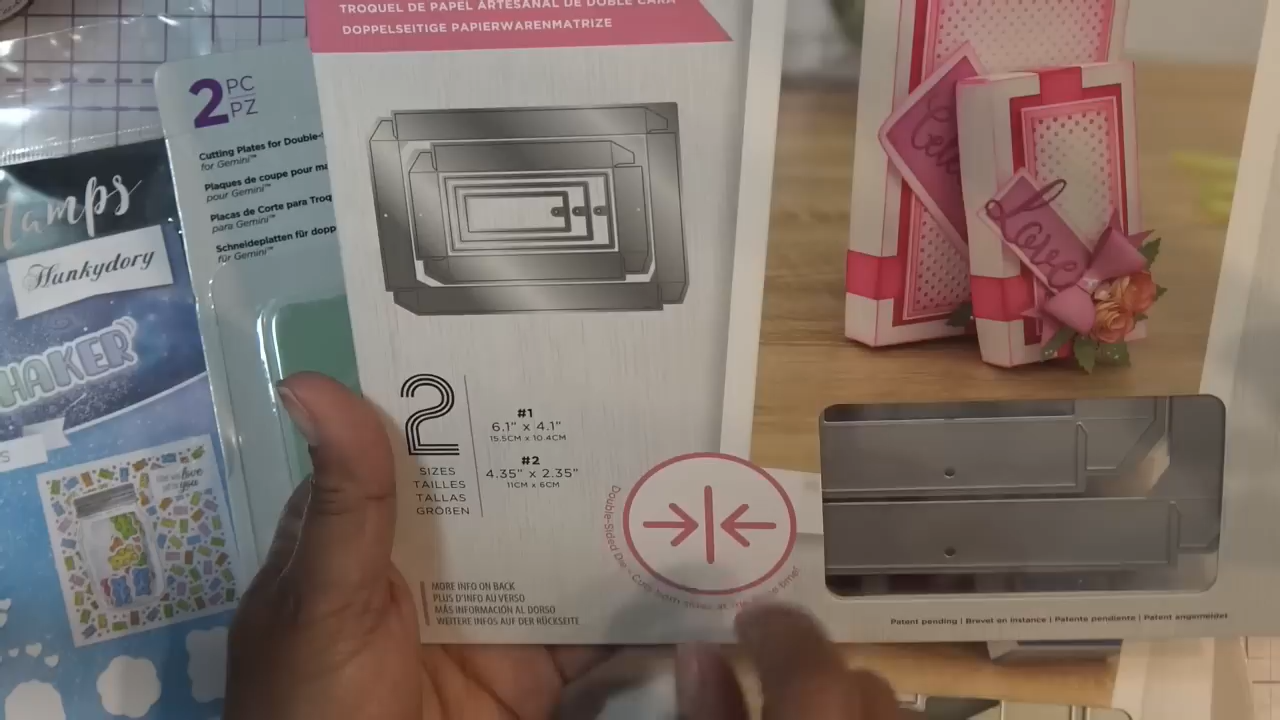 TROQUEL DE PAPEL ARTESANAL DE DOBLE CARA
DOPPELSEITIGE PAPIERWARENMATRIZE
2 PC
PZ
Cutting Plates for Double-
for Gemini™
Plaques de coupe pour
pour Gemini™
Placas de Corte para
para Gemini™
Schneideplatten für
für Gemini™
Hunkydory
HAKER
2
SIZES
TAILLES
TALLAS
GRÖßEN
#1
6.1" x 4.1"
15.5CM x 10.4CM
#2
4.35" x 2.35"
11CM x 6CM
Double-Sided Die
MORE INFO ON BACK
PLUS D'INFO AU VERSO
MÁS INFORMACIÓN AL DORSO
WEITERE INFOS AUF DER RÜCKSEITE
Love
Patent pending | Brevet en instance | Patente pendiente | Patent angemeldet